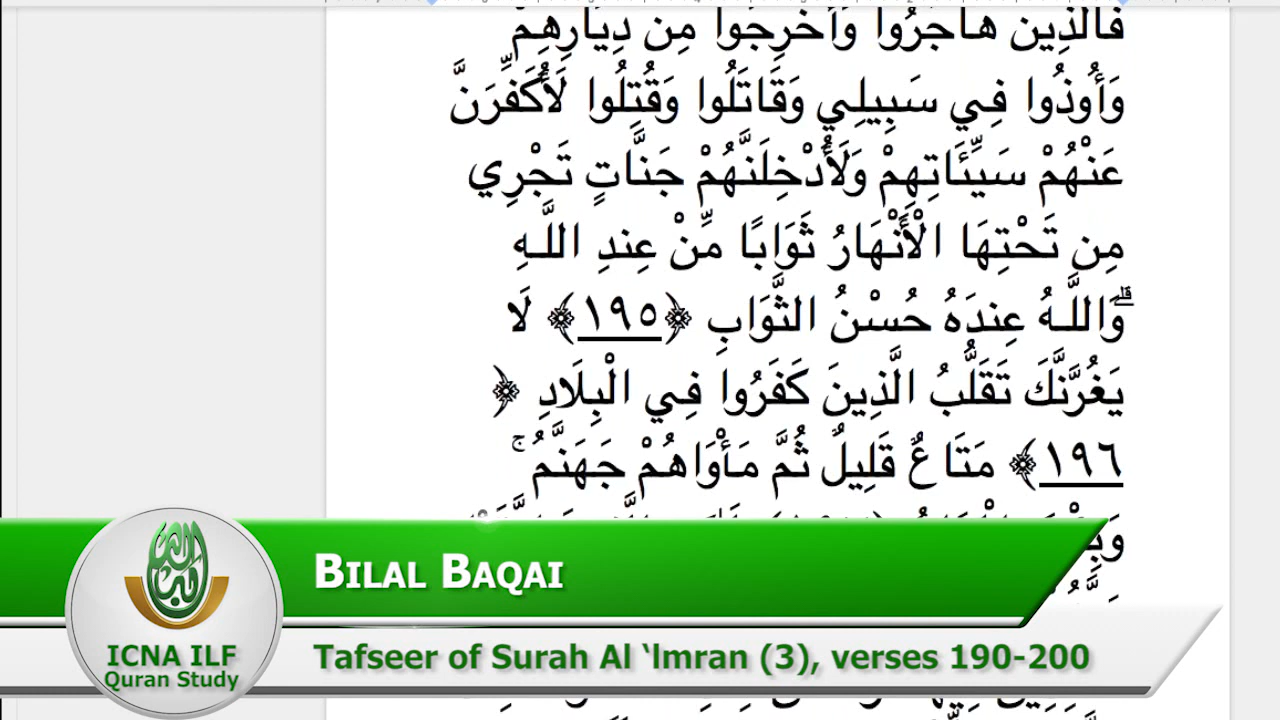 فَالَّذِينَ هَاجَرُوا وَأُخْرِجُوا مِن دِيَارِهِمْ
وَأُوذُوا فِي سَبِيلِي وَقَاتَلُوا وَقُتِلُوا لَأُكَفِّرَنَّ
عَنْهُمْ سَيِّئَاتِهِمْ وَلَأُدْخِلَنَّهُمْ جَنَّاتٍ تَجْرِي
مِن تَحْتِهَا الْأَنْهَارُ ثَوَابًا مِّنْ عِندِ اللَّـهِ
ۗ وَاللَّـهُ عِندَهُ حُسْنُ الثَّوَابِ ﴿١٩٥﴾ لَا
يَغُرَّنَّكَ تَقَلُّبُ الَّذِينَ كَفَرُوا فِي الْبِلَادِ ﴿
١٩٦﴾ مَتَاعٌ قَلِيلٌ ثُمَّ مَأْوَاهُمْ جَهَنَّمُ ۚ
BILAL BAQAI
Tafseer of Surah Al ‘Imran (3), verses 190-200
ICNA ILF
Quran Study